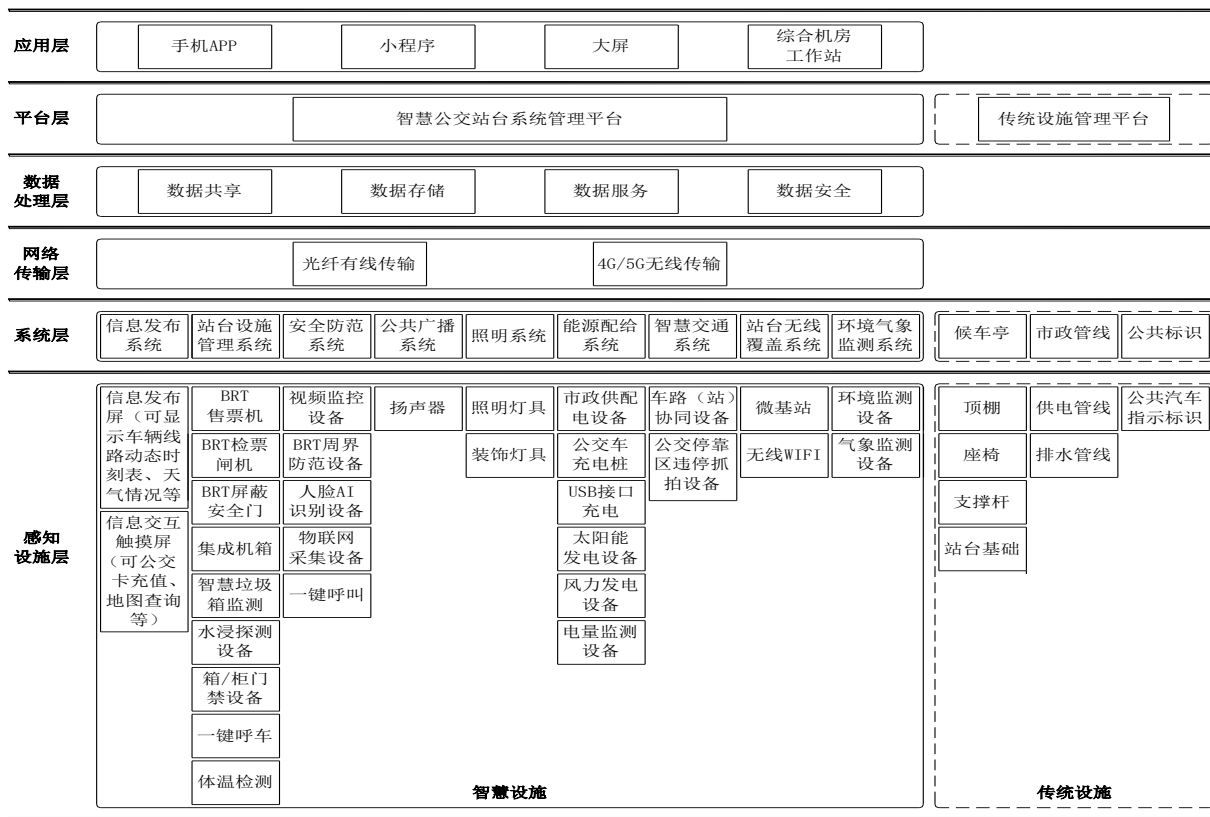 应用层
手机APP
小程序
大屏
综合机房
工作站
平台层
智慧公交站台系统管理平台
传统设施管理平台
数据
处理层
数据共享
数据存储
数据服务
数据安全
网络
传输层
光纤有线传输
4G/5G无线传输
系统层
信息发布
系统
站台设施
管理系统
安全防范
系统
公共广播
系统
照明系统
能源配给
系统
智慧交通
系统
站台无线
覆盖系统
环境气象
监测系统
候车亭
市政管线
公共标识
感知
设施层
信息发布
屏（可显
示车辆线
路动态时
刻表、天
气情况等
信息交互
触摸屏
（可公交
卡充值、
地图查询
等）
BRT
售票机
BRT检票
闸机
BRT屏蔽
安全门
集成机箱
智慧垃圾
箱监测
水浸探测
设备
箱/柜门
禁设备
一键呼车
体温检测
视频监控
设备
BRT周界
防范设备
人脸AI
识别设备
物联网
采集设备
一键呼叫
扬声器
照明灯具
装饰灯具
市政供配
电设备
公交车
充电桩
USB接口
充电
太阳能
发电设备
风力发电
设备
电量监测
设备
车路（站）
协同设备
公交停靠
区违停抓
拍设备
微基站
无线WIFI
环境监测
设备
气象监测
设备
顶棚
座椅
支撑杆
站台基础
供电管线
排水管线
公共汽车
指示标识
智慧设施
传统设施